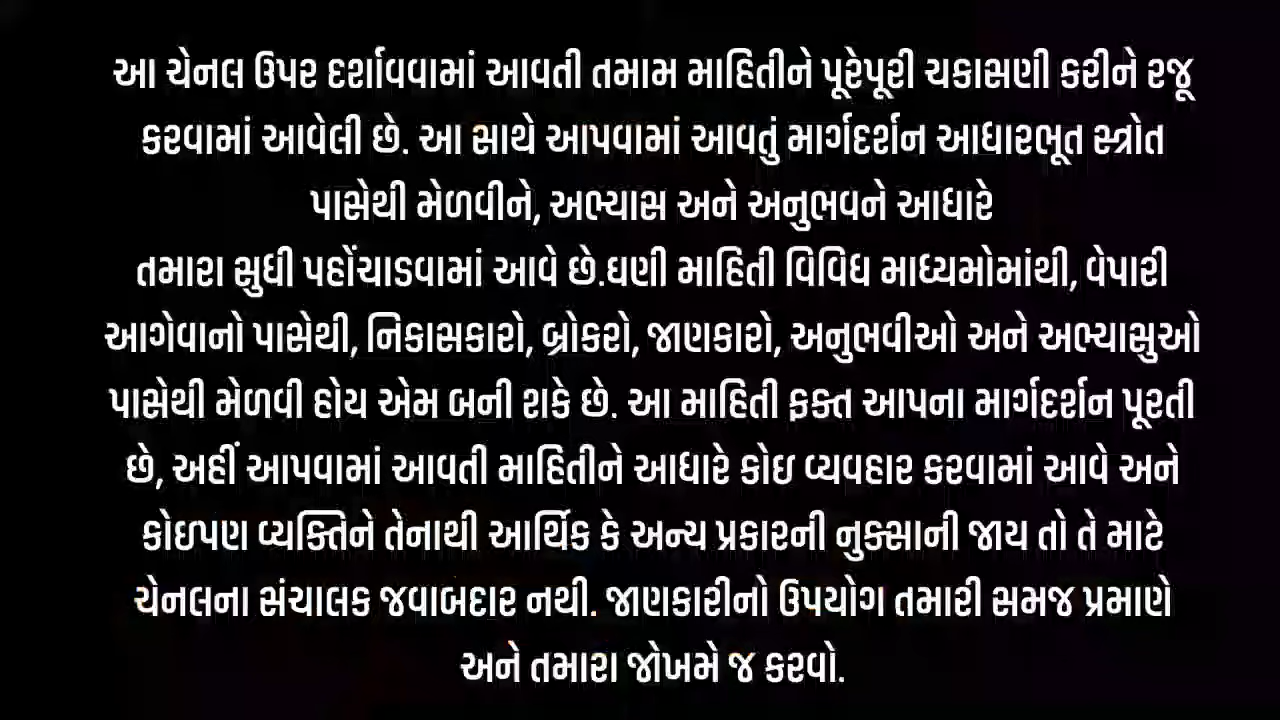 આ ચેનલ ઉપર દર્શાવવામાં આવતી તમામ માહિતીને પૂરેપૂરી ચકાસણી કરીને રજૂ
કરવામાં આવેલી છે. આ સાથે આપવામાં આવતું માર્ગદર્શન આધારભૂત સ્ત્રોત
પાસેથી મેળવીને, અભ્યાસ અને અનુભવને આધારે
તમારા સુધી પહોંચાડવામાં આવે છે.ઘણી માહિતી વિવિધ માધ્યમોમાંથી, વેપારી
આગેવાનો પાસેથી, નિકાસકારો, બ્રોકરો, જાણકારો, અનુભવીઓ અને અભ્યાસુઓ
પાસેથી મેળવી હોય એમ બની શકે છે. આ માહિતી ફક્ત આપના માર્ગદર્શન પૂરતી
છે, અહીં આપવામાં આવતી માહિતીને આધારે કોઇ વ્યવહાર કરવામાં આવે અને
કોઇપણ વ્યક્તિને તેનાથી આર્થિક કે અન્ય પ્રકારની નુક્સાની જાય તો તે માટે
ચેનલના સંચાલક જવાબદાર નથી. જાણકારીનો ઉપયોગ તમારી સમજ પ્રમાણે
અને તમારા જોખમે જ કરવો.